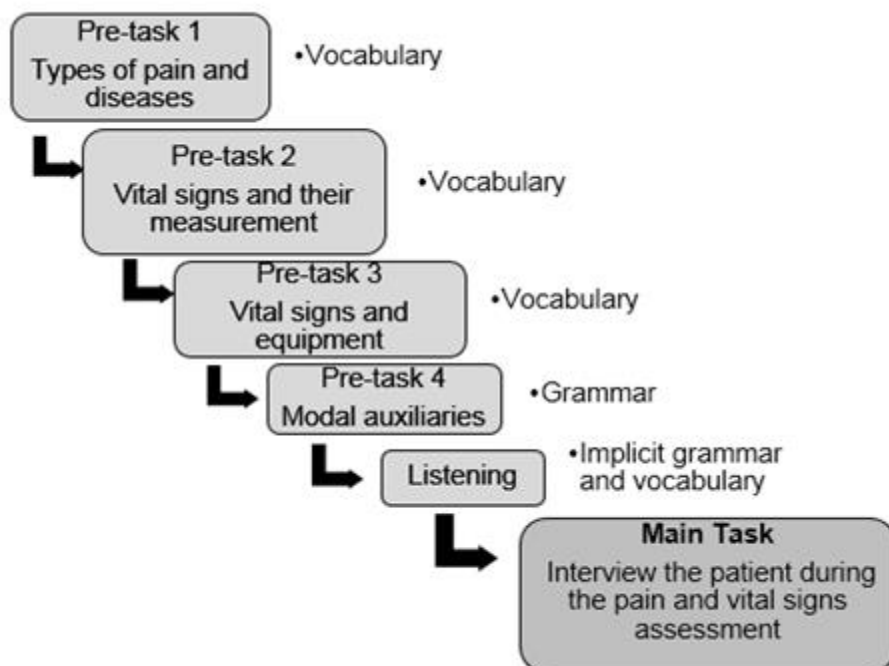 Pre-task 1
Types of pain and
diseases
•Vocabulary
Pre-task 2
Vital signs and their
measurement
•Vocabulary
Pre-task 3
Vital signs and
equipment
•Vocabulary
Pre-task 4
Modal auxiliaries
•Grammar
Listening
•Implicit grammar
and vocabulary
Main Task
Interview the patient during
the pain and vital signs
assessment